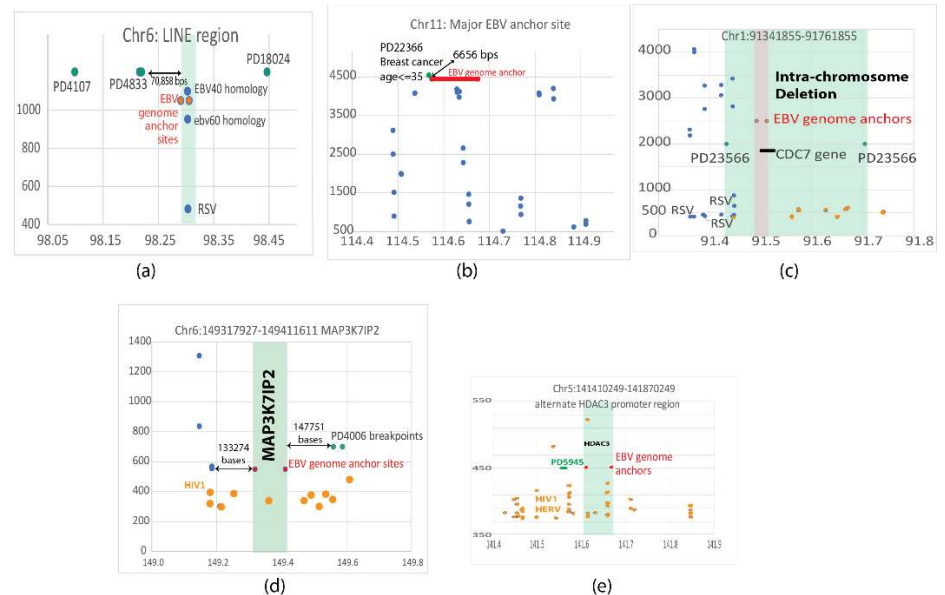 Chr6: LINE region
PD4107
PD4833
70,858 bps
PD18024
EBV40 homology
EBV
genome
anchor
sites
ebv60 homology
RSV
1000
800
600
400
98.05
98.15
98.25
98.35
98.45
(a)
Chr11: Major EBV anchor site
PD22366
Breast cancer
age<=35
6656 bps
EBV genome anchor
4500
3500
2500
1500
500
114.4
114.5
114.6
114.7
114.8
114.9
(b)
Chr1:91341855-91761855
4000
3000
2000
1000
500
0
Intra-chromosome
Deletion
EBV genome anchors
PD23566
CDC7 gene
PD23566
RSV
RSV
RSV
91.4
91.5
91.6
91.7
91.8
(c)
Chr6:149317927-149411611 MAP3K7IP2
1400
1200
1000
800
600
400
200
0
MAP3K7IP2
133274
bases
147751
bases
PD4006 breakpoints
EBV genome anchor sites
HIV1
149.0
149.2
149.4
149.6
149.8
(d)
Chr5:141410249-141870249
alternate HDAC3 promoter region
550
450
350
HDAC3
PD5945
EBV genome
anchors
HIV1
HERV
141.4
141.5
141.6
141.7
141.8
141.9
(e)